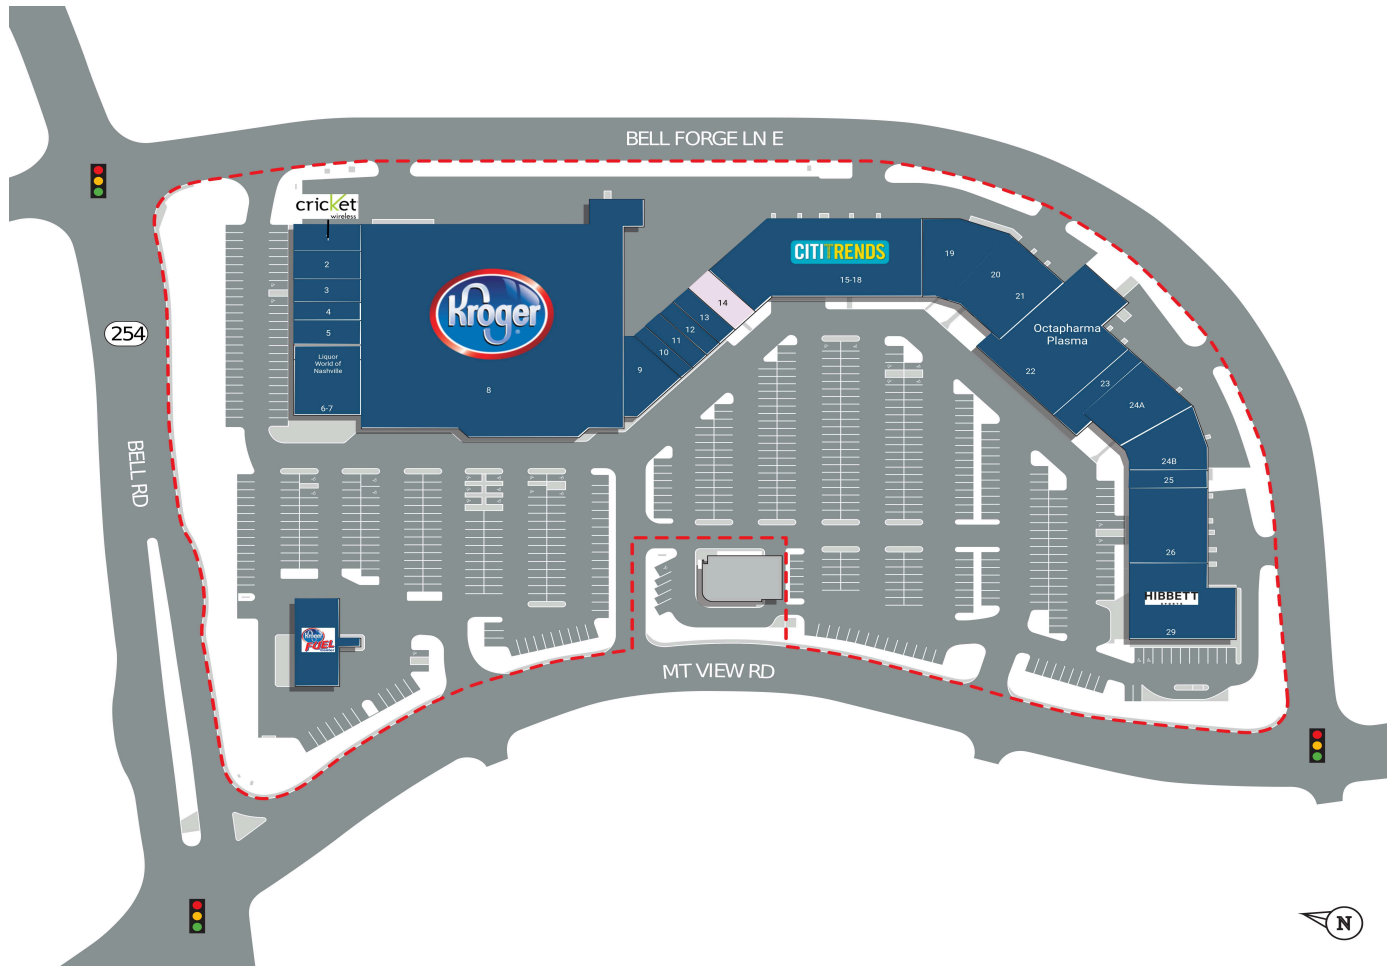 BELL FORGE LN E
cricket
wireless
2
3
4
5
Liquor
World of
Nashville
6-7
Kroger
8
9
10
11
12
13
14
CITITRENDS
15-18
19
20
21
Octapharma
Plasma
22
23
24A
24B
25
26
HIBBETT
29
254
BELL RD
Kroger
FUEL
MT VIEW RD
N